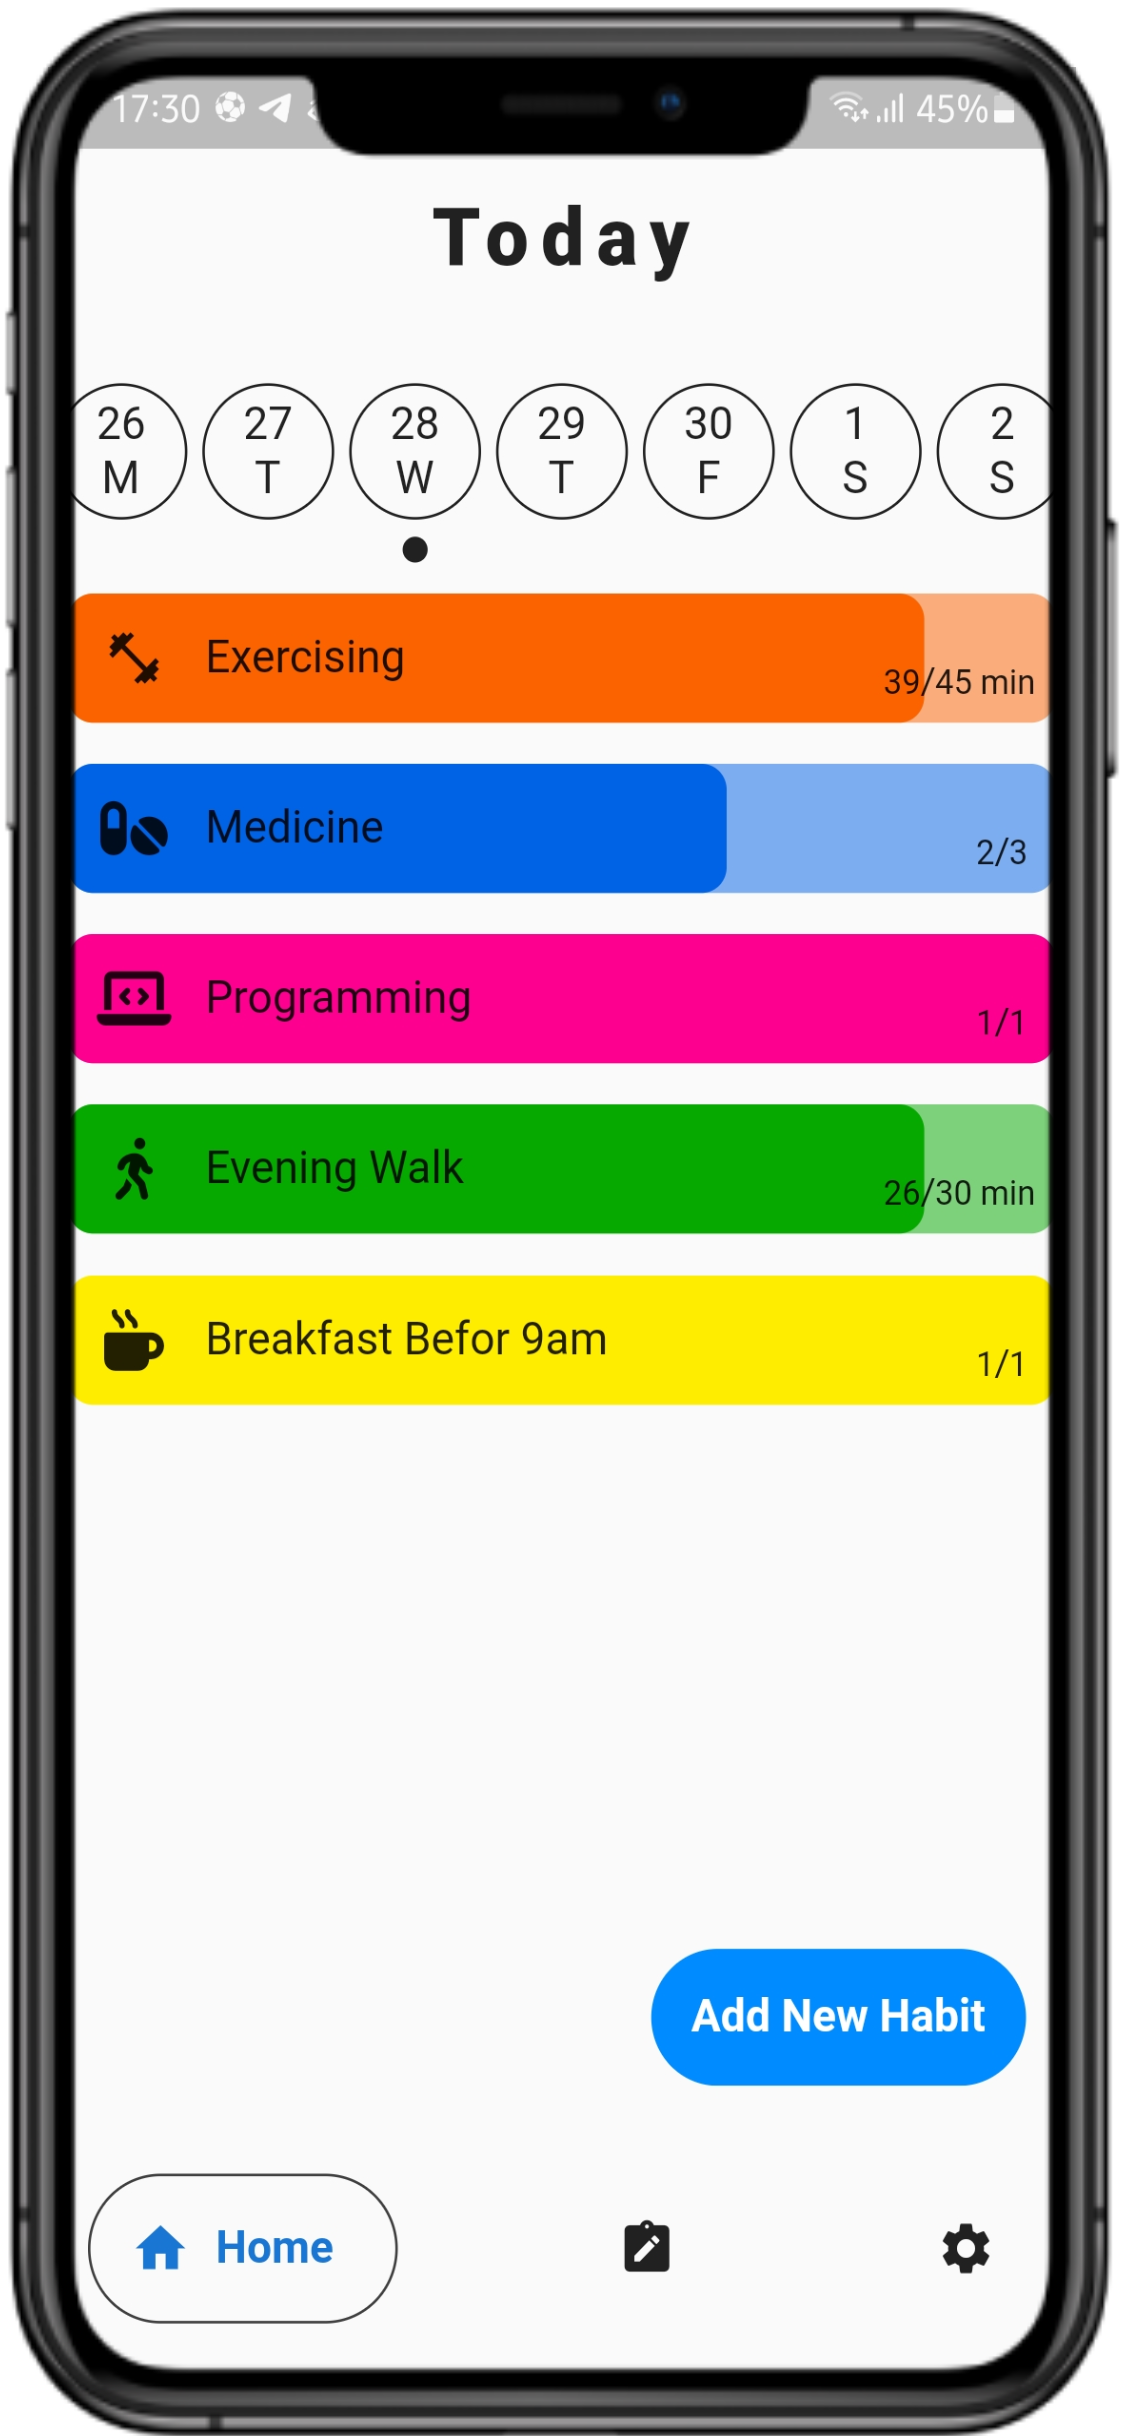 17:30 45%
Today
26 27 28 29 30 1 2
M T W T F S S
Exercising
39/45 min
Medicine
2/3
Programming
1/1
Evening Walk
26/30 min
Breakfast Befor 9am
1/1
Add New Habit
Home